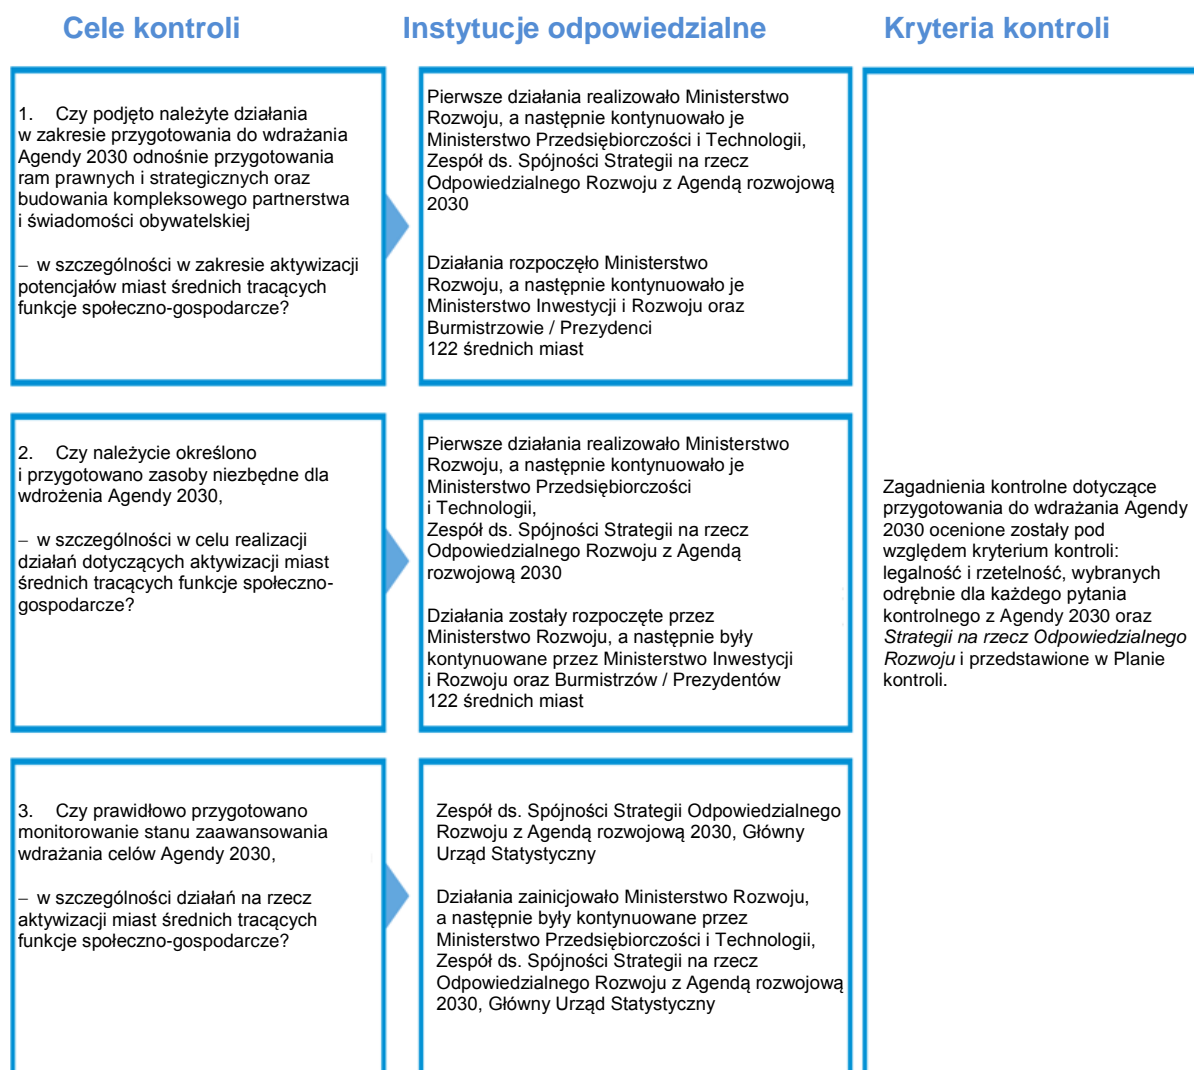 Cele kontroli
Instytucje odpowiedzialne
Kryteria kontroli
1. Czy podjęto należyte działania
w zakresie przygotowania do wdrażania
Agendy 2030 odnośnie przygotowania
ram prawnych i strategicznych oraz
budowania kompleksowego partnerstwa
i świadomości obywatelskiej
– w szczególności w zakresie aktywizacji
potencjałów miast średnich tracących
funkcje społeczno-gospodarcze?
Pierwsze działania realizowało Ministerstwo
Rozwoju, a następnie kontynuowało je
Ministerstwo Przedsiębiorczości i Technologii,
Zespół ds. Spójności Strategii na rzecz
Odpowiedzialnego Rozwoju z Agendą rozwojową
2030
Działania rozpoczęło Ministerstwo
Rozwoju, a następnie kontynuowało je
Ministerstwo Inwestycji i Rozwoju oraz
Burmistrzowie / Prezydenci
122 średnich miast
2. Czy należycie określono
i przygotowano zasoby niezbędne dla
wdrożenia Agendy 2030,
– w szczególności w celu realizacji
działań dotyczących aktywizacji miast
średnich tracących funkcje społeczno-
gospodarcze?
Pierwsze działania realizowało Ministerstwo
Rozwoju, a następnie kontynuowało je
Ministerstwo Przedsiębiorczości
i Technologii,
Zespół ds. Spójności Strategii na rzecz
Odpowiedzialnego Rozwoju z Agendą
rozwojową 2030
Działania zostały rozpoczęte przez
Ministerstwo Rozwoju, a następnie były
kontynuowane przez Ministerstwo Inwestycji
i Rozwoju oraz Burmistrzów / Prezydentów
122 średnich miast
3. Czy prawidłowo przygotowano
monitorowanie stanu zaawansowania
wdrażania celów Agendy 2030,
– w szczególności działań na rzecz
aktywizacji miast średnich tracących
funkcje społeczno-gospodarcze?
Zespół ds. Spójności Strategii Odpowiedzialnego
Rozwoju z Agendą rozwojową 2030, Główny
Urząd Statystyczny
Działania zainicjowało Ministerstwo Rozwoju,
a następnie były kontynuowane przez
Ministerstwo Przedsiębiorczości i Technologii,
Zespół ds. Spójności Strategii na rzecz
Odpowiedzialnego Rozwoju z Agendą rozwojową
2030, Główny Urząd Statystyczny
Zagadnienia kontrolne dotyczące
przygotowania do wdrażania Agendy
2030 ocenione zostały pod
względem kryterium kontroli:
legalność i rzetelność, wybranych
odrębnie dla każdego pytania
kontrolnego z Agendy 2030 oraz
Strategii na rzecz Odpowiedzialnego
Rozwoju i przedstawione w Planie
kontroli.